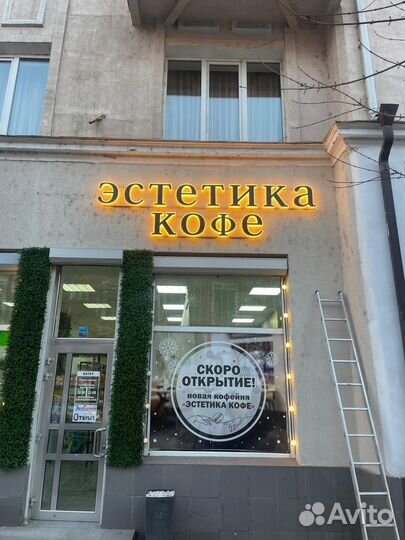 ЭСТЕТИКА
КОФЕ
СКОРО
ОТКРЫТИЕ!
новая кофейня
«ЭСТЕТИКА КОФЕ»
Avito